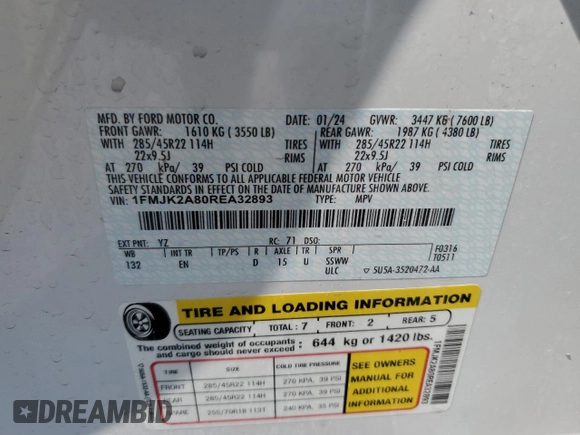 MFD. BY FORD MOTOR CO.
01/24 GVWR: 3447 KG ( 7600 LB)
FRONT GAWR: 1610 KG ( 3550 LB)
REAR GAWR: 1987 KG ( 4380 LB)
WITH 285/45R22 114H TIRES
WITH 285/45R22 114H TIRES
22x9.5J RIMS
22x9.5J RIMS
AT 270 kPa/ 39 PSI COLD
AT 270 kPa/ 39 PSI COLD
THIS VEHICLE CONFORMS TO ALL APPLICABLE FEDERAL MOTOR VEHICLE
SAFETY STANDARDS IN EFFECT ON THE DATE OF MANUFACTURE SHOWN ABOVE.
VIN: 1FMJK2A80REA32893
TYPE: MPV
EXT PNT: YZ RC: 71 DSO:
WB INT TR TP/PS R AXLE TR SPR
132 EN D 15 U SSWW
ULC
F0316
T0511
SU5A-3520472-AA
TIRE AND LOADING INFORMATION
SEATING CAPACITY TOTAL: 7 FRONT: 2 REAR: 5
The combined weight of occupants and cargo should never exceed: 644 kg or 1420 lbs.
TIRE SIZE COLD TIRE PRESSURE
FRONT 285/45R22 114H 270 KPA, 39 PSI
REAR 285/45R22 114H 270 KPA, 39 PSI
SPARE 255/70R18 113T 240 KPA, 35 PSI
SEE OWNERS
MANUAL FOR
ADDITIONAL
INFORMATION
1FMJK2A80REA32893
DREAMBID